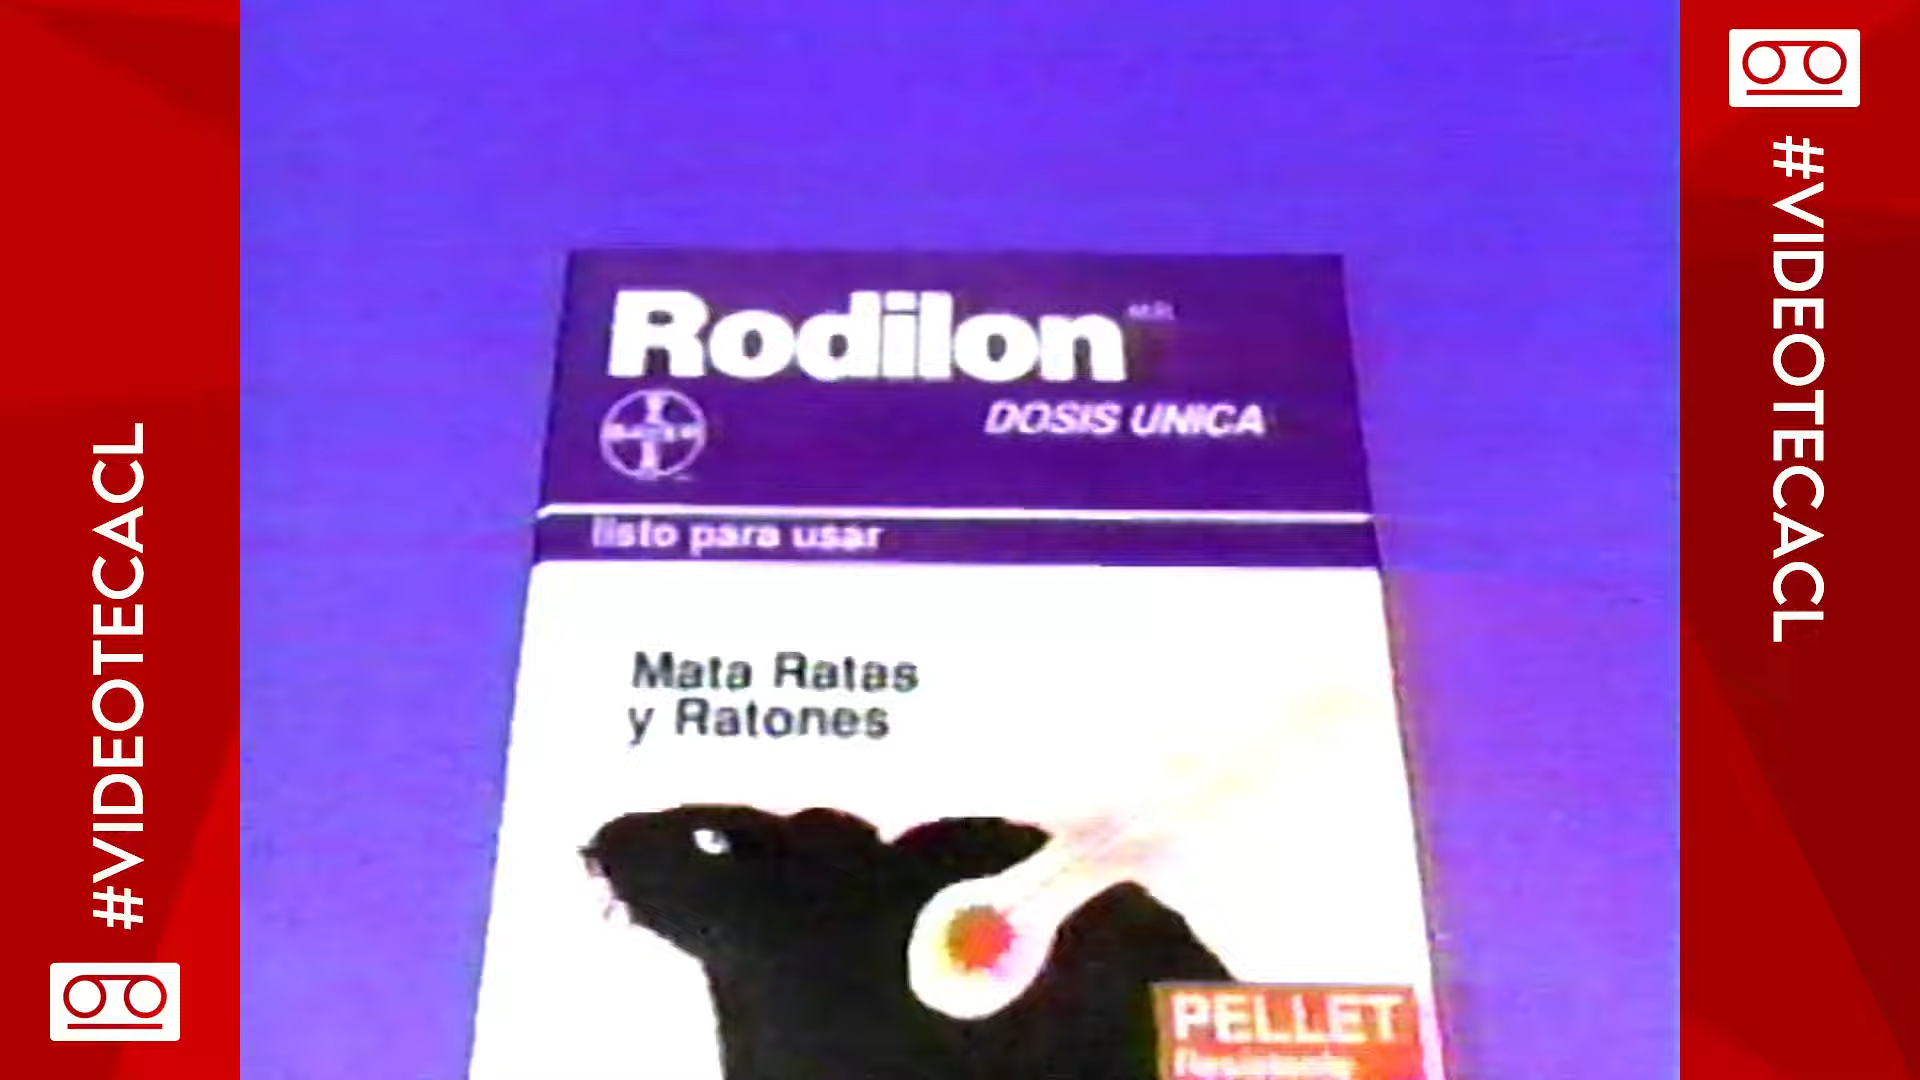 #VIDEOTECACL
Rodilon
DOSIS UNICA
listo para usar
Mata Ratas
y Ratones
PELLET
#VIDEOTECACL